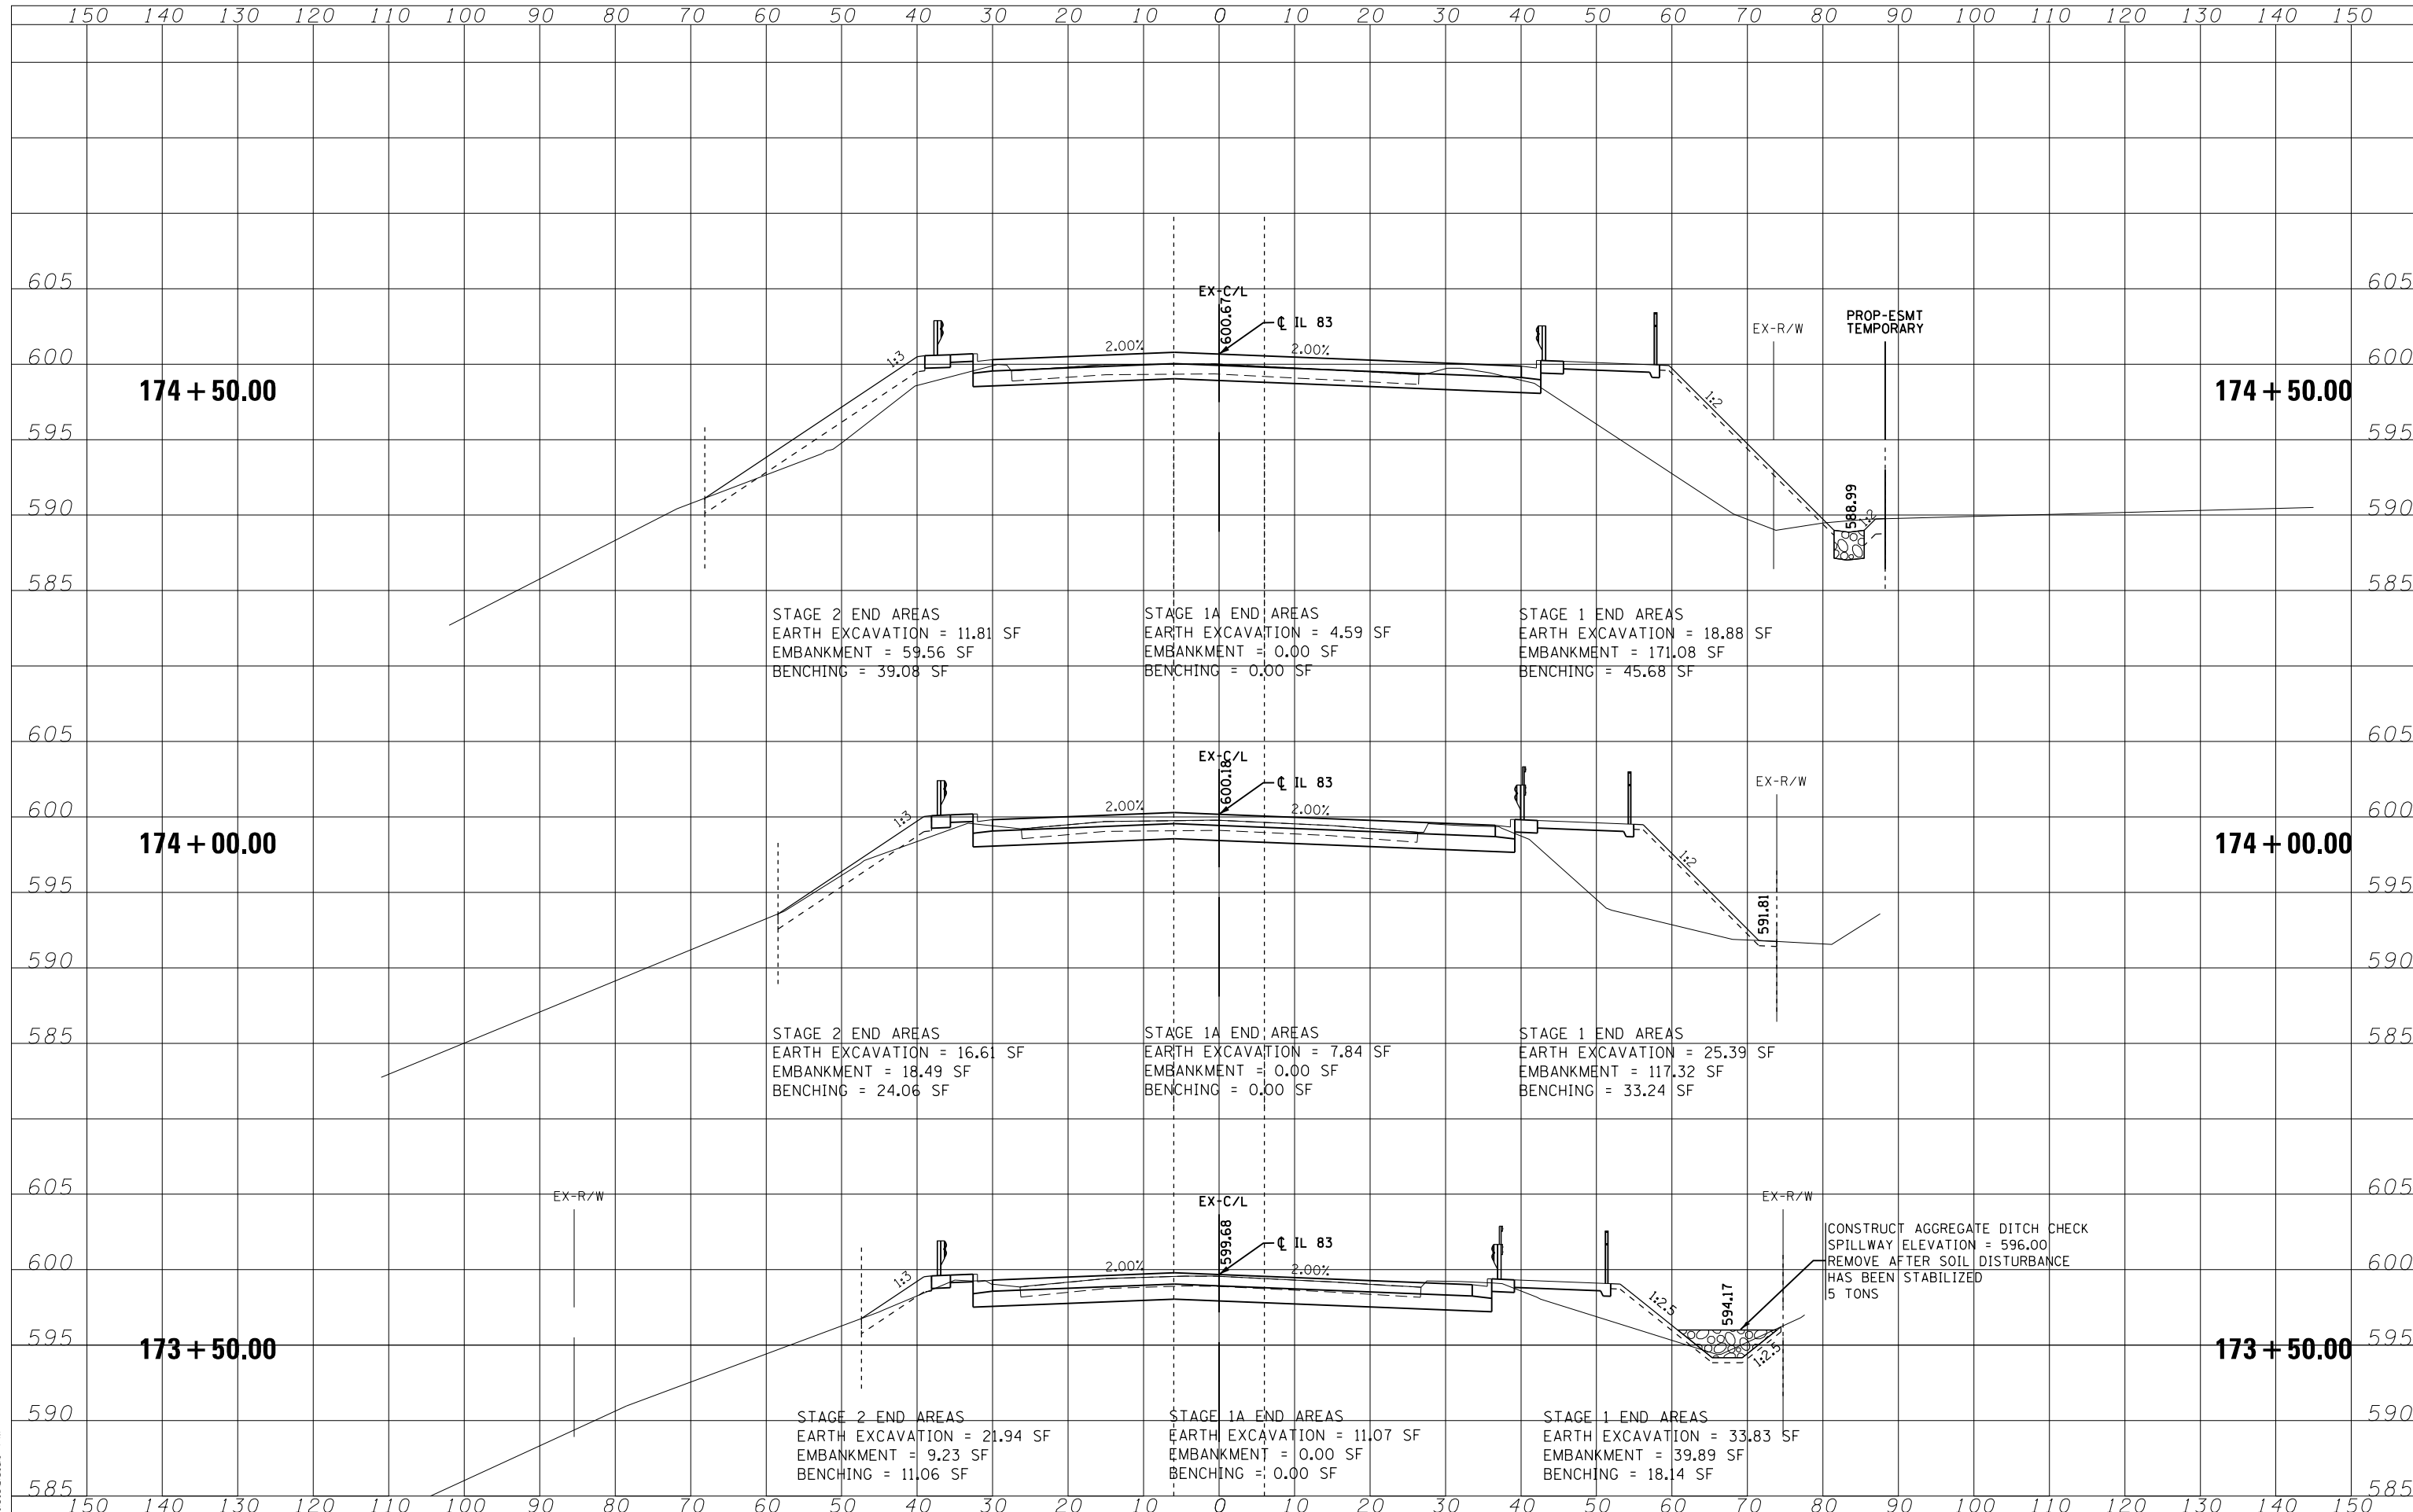 150 140 130 120 110 100 90 80 70 60 50 40 30 20 10 0 10 20 30 40 50 60 70 80 90 100 110 120 130 140 150
605 605
EX-C/L
600.67
℄ IL 83
EX-R/W
PROP-ESMT
TEMPORARY
600 600
1:3
2.00%
2.00%
1:2
174+50.00 174+50.00
595 595
590 590
588.99
1:2
585 585
STAGE 2 END AREAS
EARTH EXCAVATION = 11.81 SF
EMBANKMENT = 59.56 SF
BENCHING = 39.08 SF
STAGE 1A END AREAS
EARTH EXCAVATION = 4.59 SF
EMBANKMENT = 0.00 SF
BENCHING = 0.00 SF
STAGE 1 END AREAS
EARTH EXCAVATION = 18.88 SF
EMBANKMENT = 171.08 SF
BENCHING = 45.68 SF
605 605
EX-C/L
600.18
℄ IL 83
EX-R/W
600 600
1:3
2.00%
2.00%
1:2
174+00.00 174+00.00
595 595
591.81
590 590
585 585
STAGE 2 END AREAS
EARTH EXCAVATION = 16.61 SF
EMBANKMENT = 18.49 SF
BENCHING = 24.06 SF
STAGE 1A END AREAS
EARTH EXCAVATION = 7.84 SF
EMBANKMENT = 0.00 SF
BENCHING = 0.00 SF
STAGE 1 END AREAS
EARTH EXCAVATION = 25.39 SF
EMBANKMENT = 117.32 SF
BENCHING = 33.24 SF
605 605
EX-R/W
EX-C/L
599.68
℄ IL 83
EX-R/W
CONSTRUCT AGGREGATE DITCH CHECK
SPILLWAY ELEVATION = 596.00
REMOVE AFTER SOIL DISTURBANCE
HAS BEEN STABILIZED
5 TONS
600 600
1:3
2.00%
2.00%
1:2.5
594.17
1:2.5
595 595
173+50.00 173+50.00
590 590
STAGE 2 END AREAS
EARTH EXCAVATION = 21.94 SF
EMBANKMENT = 9.23 SF
BENCHING = 11.06 SF
STAGE 1A END AREAS
EARTH EXCAVATION = 11.07 SF
EMBANKMENT = 0.00 SF
BENCHING = 0.00 SF
STAGE 1 END AREAS
EARTH EXCAVATION = 33.83 SF
EMBANKMENT = 39.89 SF
BENCHING = 18.14 SF
585 585
150 140 130 120 110 100 90 80 70 60 50 40 30 20 10 0 10 20 30 40 50 60 70 80 90 100 110 120 130 140 150